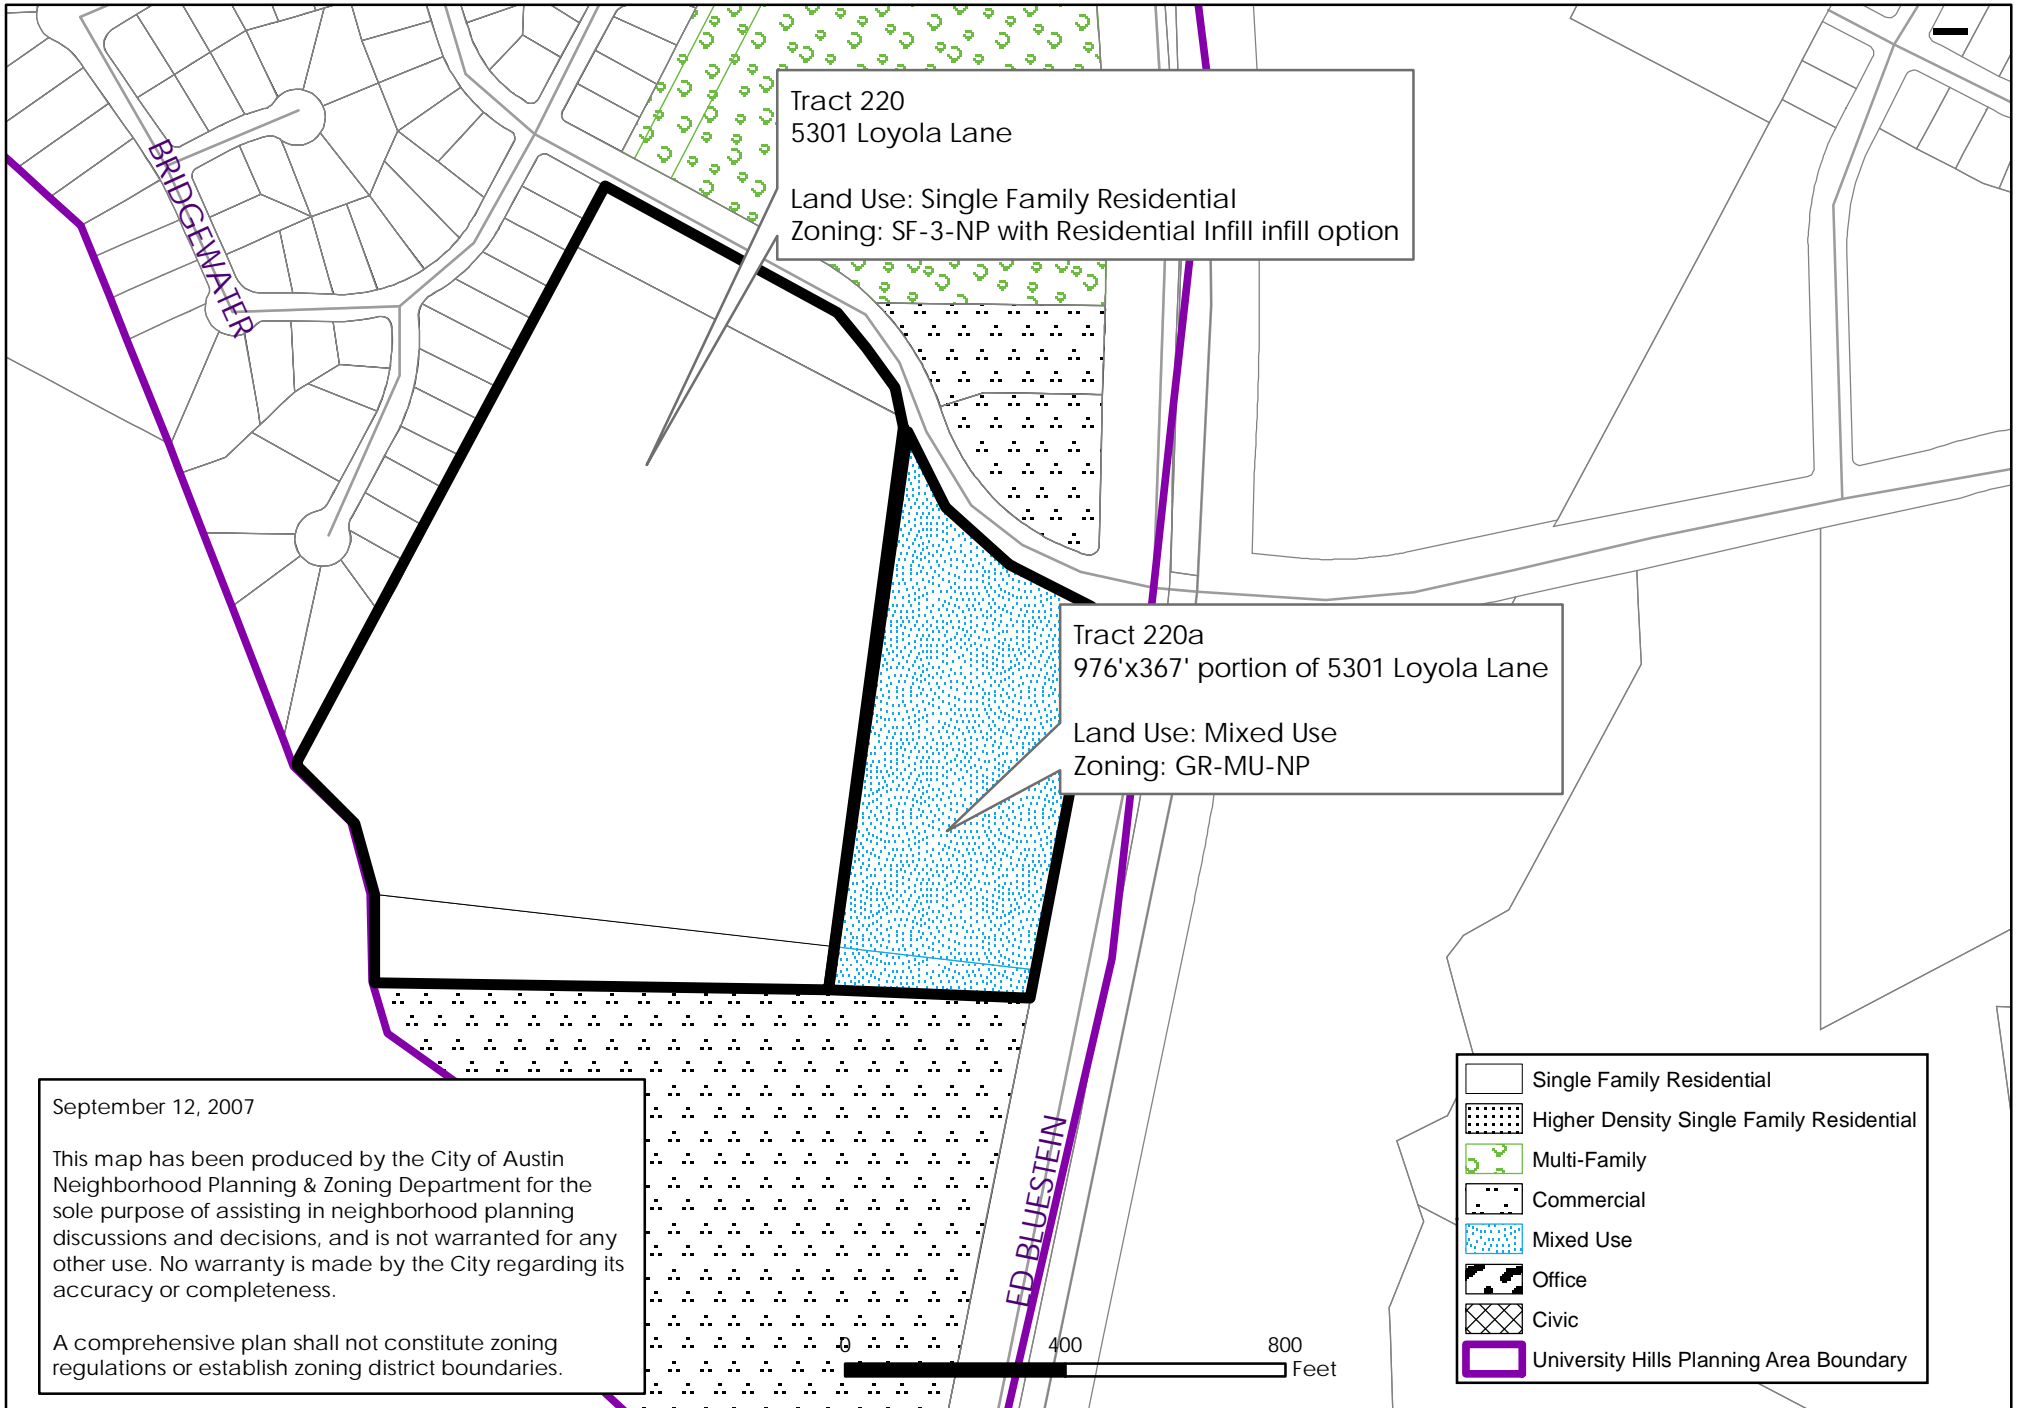 Tract 220
5301 Loyola Lane
Land Use: Single Family Residential
Zoning: SF-3-NP with Residential Infill infill option
BRIDGEWATER
Tract 220a
976'x367' portion of 5301 Loyola Lane
Land Use: Mixed Use
Zoning: GR-MU-NP
ED BLUESTEIN
September 12, 2007
This map has been produced by the City of Austin
Neighborhood Planning & Zoning Department for the
sole purpose of assisting in neighborhood planning
discussions and decisions, and is not warranted for any
other use. No warranty is made by the City regarding its
accuracy or completeness.
A comprehensive plan shall not constitute zoning
regulations or establish zoning district boundaries.
0 400 800
Feet
Single Family Residential
Higher Density Single Family Residential
Multi-Family
Commercial
Mixed Use
Office
Civic
University Hills Planning Area Boundary